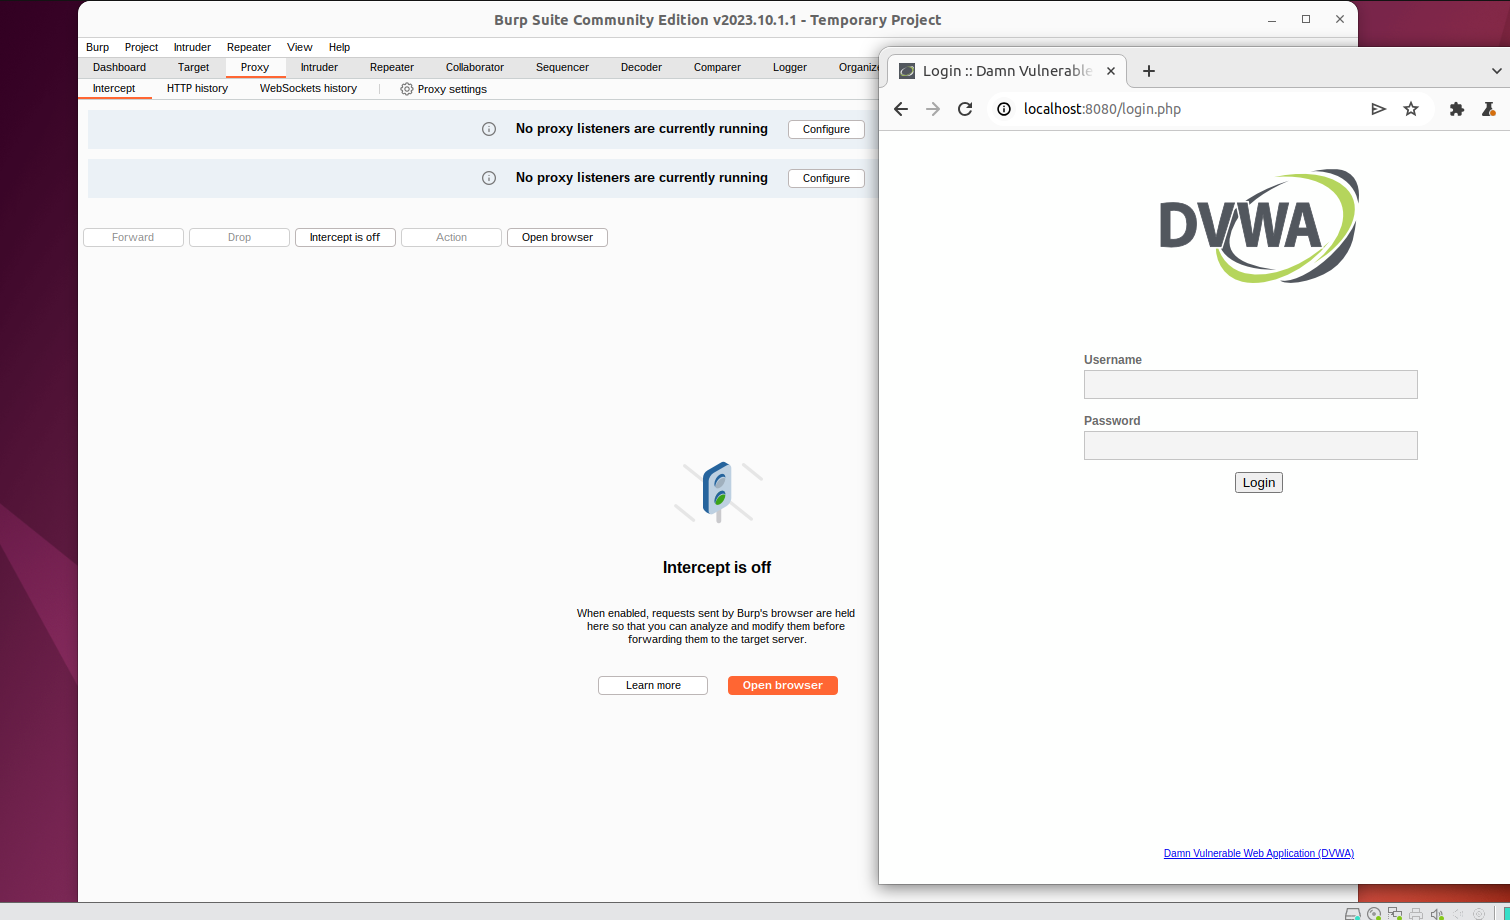 Burp Suite Community Edition v2023.10.1.1 - Temporary Project
Burp Project Intruder Repeater View Help
Dashboard Target Proxy Intruder Repeater Collaborator Sequencer Decoder Comparer Logger Organize
Intercept HTTP history WebSockets history Proxy settings
No proxy listeners are currently running Configure
No proxy listeners are currently running Configure
Forward Drop Intercept is off Action Open browser
Intercept is off
When enabled, requests sent by Burp's browser are held
here so that you can analyze and modify them before
forwarding them to the target server.
Learn more Open browser
Login :: Damn Vulnerable
localhost:8080/login.php
DVWA
Username
Password
Login
Damn Vulnerable Web Application (DVWA)